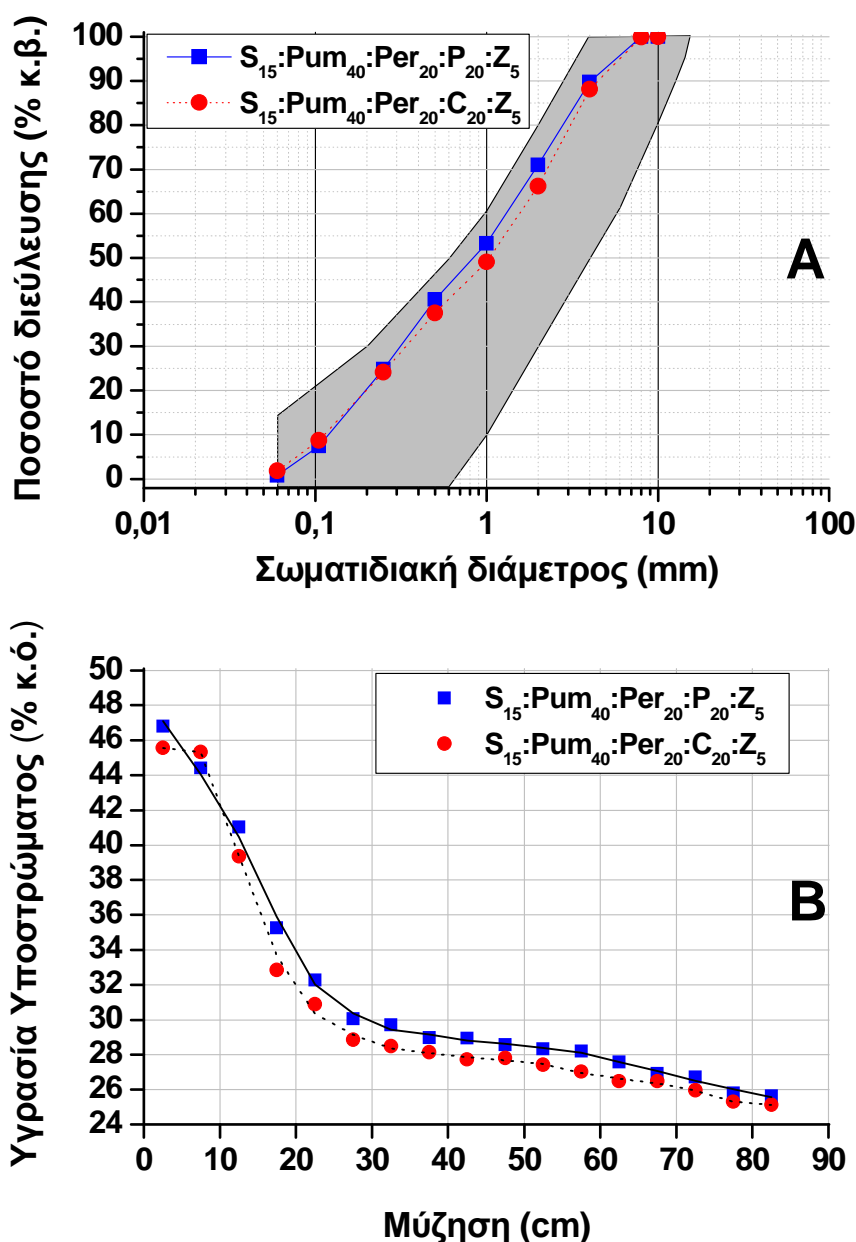 S15:Pum40:Per20:P20:Z5
S15:Pum40:Per20:C20:Z5
Ποσοστό διεύλευσης (% κ.β.)
100
90
80
70
60
50
40
30
20
10
0
A
0,01 0,1 1 10 100
Σωματιδιακή διάμετρος (mm)
S15:Pum40:Per20:P20:Z5
S15:Pum40:Per20:C20:Z5
Υγρασία Υποστρώματος (% κ.ό.)
50
48
46
44
42
40
38
36
34
32
30
28
26
24
B
0 10 20 30 40 50 60 70 80 90
Μύζηση (cm)